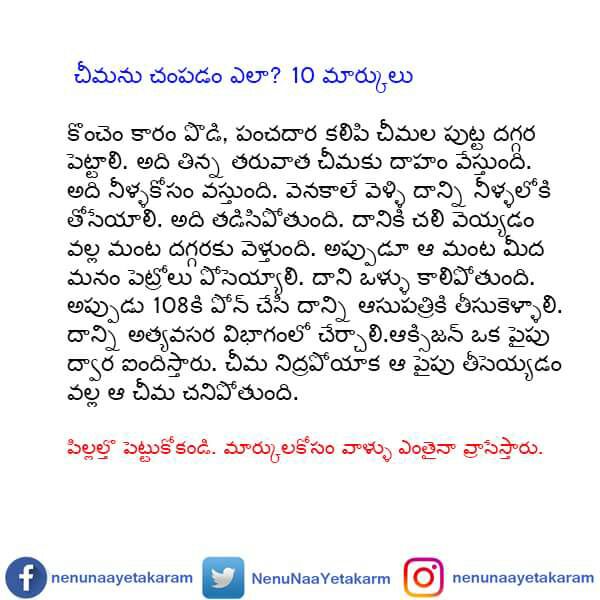 చీమను చంపడం ఎలా? 10 మార్కులు
కొంచెం కారం పొడి, పంచదార కలిపి చీమల పుట్ట దగ్గర
పెట్టాలి. అది తిన్న తరువాత చీమకు దాహం వేస్తుంది.
అది నీళ్ళకోసం వస్తుంది. వెనకాలే వెళ్ళి దాన్ని నీళ్ళలోకి
తోసేయాలి. అది తడిసిపోతుంది. దానికి చలి వెయ్యడం
వల్ల మంట దగ్గరకు వెళ్తుంది. అప్పుడూ ఆ మంట మీద
మనం పెట్రోలు పోసెయ్యాలి. దాని ఒళ్ళు కాలిపోతుంది.
అప్పుడు 108కి పోన్ చేసి దాన్ని ఆసుపత్రికి తీసుకెళ్ళాలి.
దాన్ని అత్యవసర విభాగంలో చేర్చాలి.ఆక్సిజన్ ఒక పైపు
ద్వార ఐందిస్తారు. చీమ నిద్రపోయాక ఆ పైపు తీసెయ్యడం
వల్ల ఆ చీమ చనిపోతుంది.
పిల్లల్తో పెట్టుకోకండి. మార్కులకోసం వాళ్ళు ఎంతైనా వ్రాసేస్తారు.
nenunaayetakaram NenuNaaYetakarm nenunaayetakaram